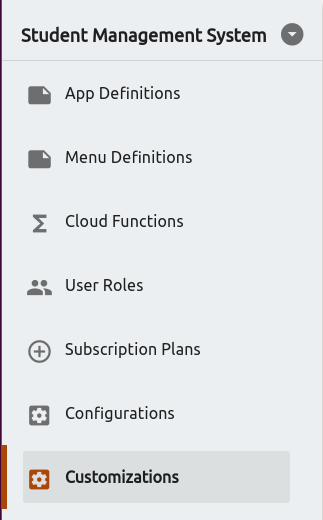 Student Management System
App Definitions
Menu Definitions
Cloud Functions
User Roles
Subscription Plans
Configurations
Customizations